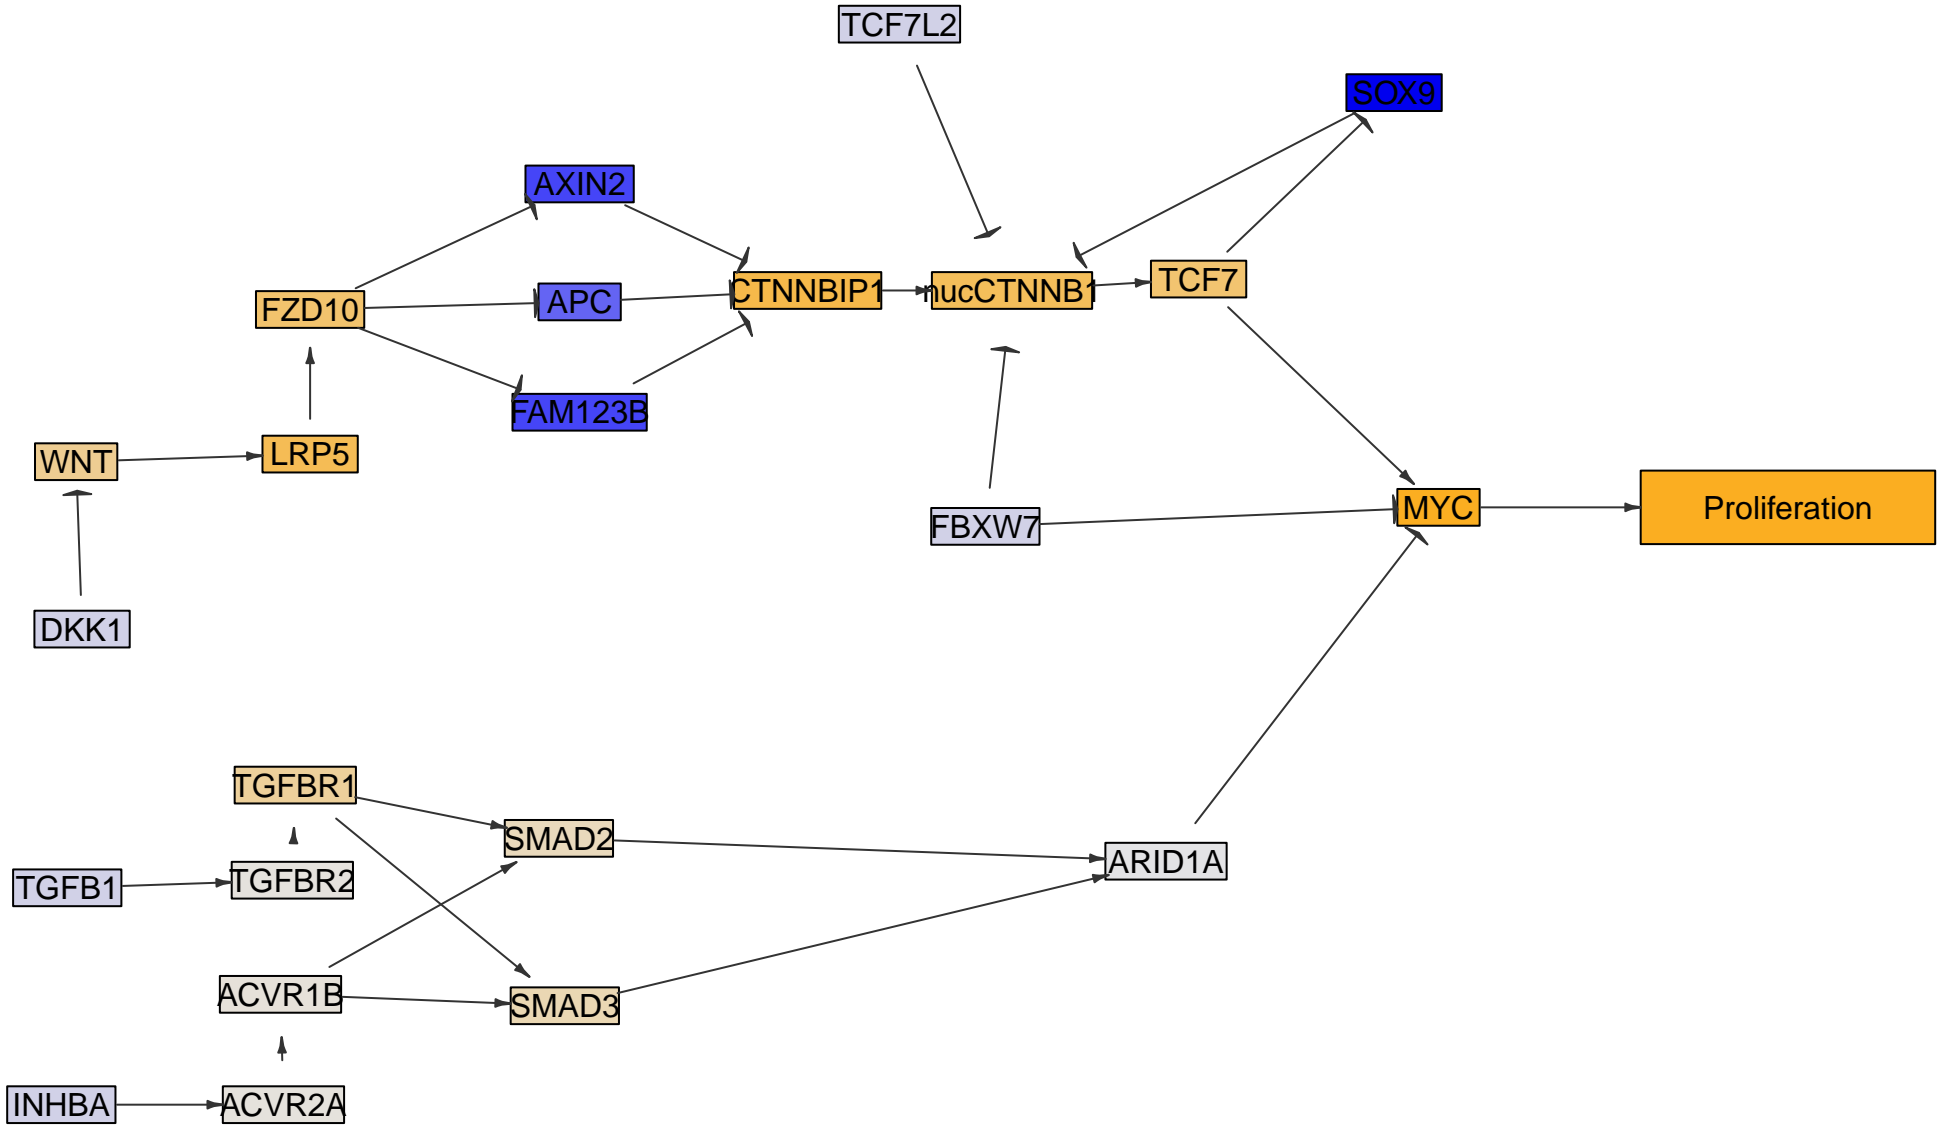 TCF7L2
SOX9
AXIN2
APC
CTNNBIP1
nucCTNNB1
TCF7
FZD10
FAM123B
WNT
LRP5
FBXW7
MYC
Proliferation
DKK1
TGFBR1
SMAD2
ARID1A
TGFB1
TGFBR2
ACVR1B
SMAD3
INHBA
ACVR2A